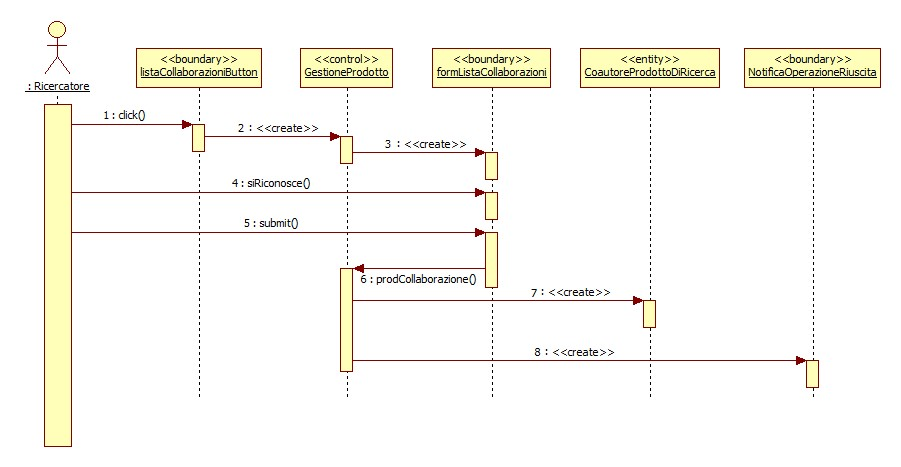 <<boundary>>
listaCollaborazioniButton
<<control>>
GestioneProdotto
<<boundary>>
formListaCollaborazioni
<<entity>>
CoautoreProdottoDiRicerca
<<boundary>>
NotificaOperazioneRiuscita
: Ricercatore
1 : click()
2 : <<create>>
3 : <<create>>
4 : siRiconosce()
5 : submit()
6 : prodCollaborazione()
7 : <<create>>
8 : <<create>>